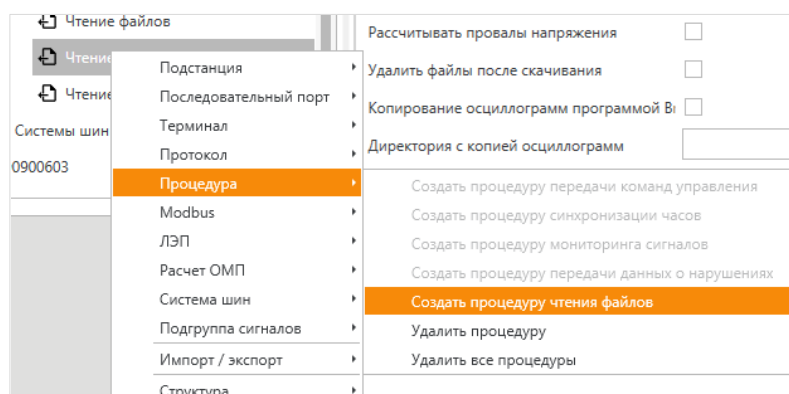 Чтение файлов
Чтение
Чтение
Системы шин
0900603
Рассчитывать провалы напряжения
Удалить файлы после скачивания
Копирование осциллограмм программой
Директория с копией осциллограмм
Подстанция
Последовательный порт
Терминал
Протокол
Процедура
Modbus
ЛЭП
Расчет ОМП
Система шин
Подгруппа сигналов
Импорт / экспорт
Структура
Создать процедуру передачи команд управления
Создать процедуру синхронизации часов
Создать процедуру мониторинга сигналов
Создать процедуру передачи данных о нарушениях
Создать процедуру чтения файлов
Удалить процедуру
Удалить все процедуры